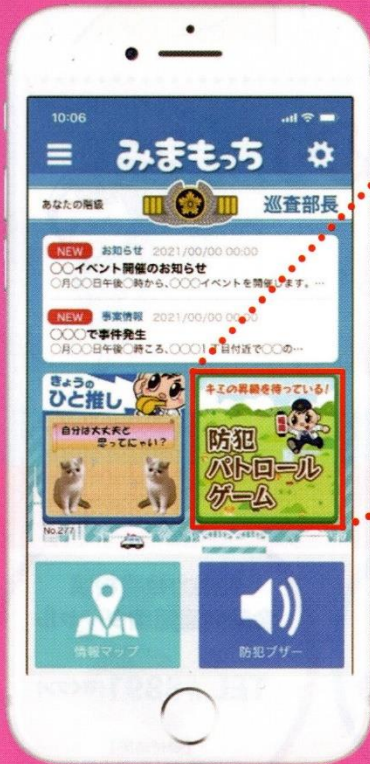 10:06
みまもっち
あなたの階級
巡査部長
NEW お知らせ 2021/00/00 00:00
○○イベント開催のお知らせ
○月○○日午後○時から、○○○イベントを開催します。…
NEW 事案情報 2021/00/00 00:00
○○○で事件発生
○月○○日午後○時ころ、○○○1丁目付近で○○の…
きょうの
ひと推し
自分は大丈夫と
思ってにゃい?
No.277
キミの昇級を待っている!
防犯
パトロール
ゲーム
情報マップ
防犯ブザー